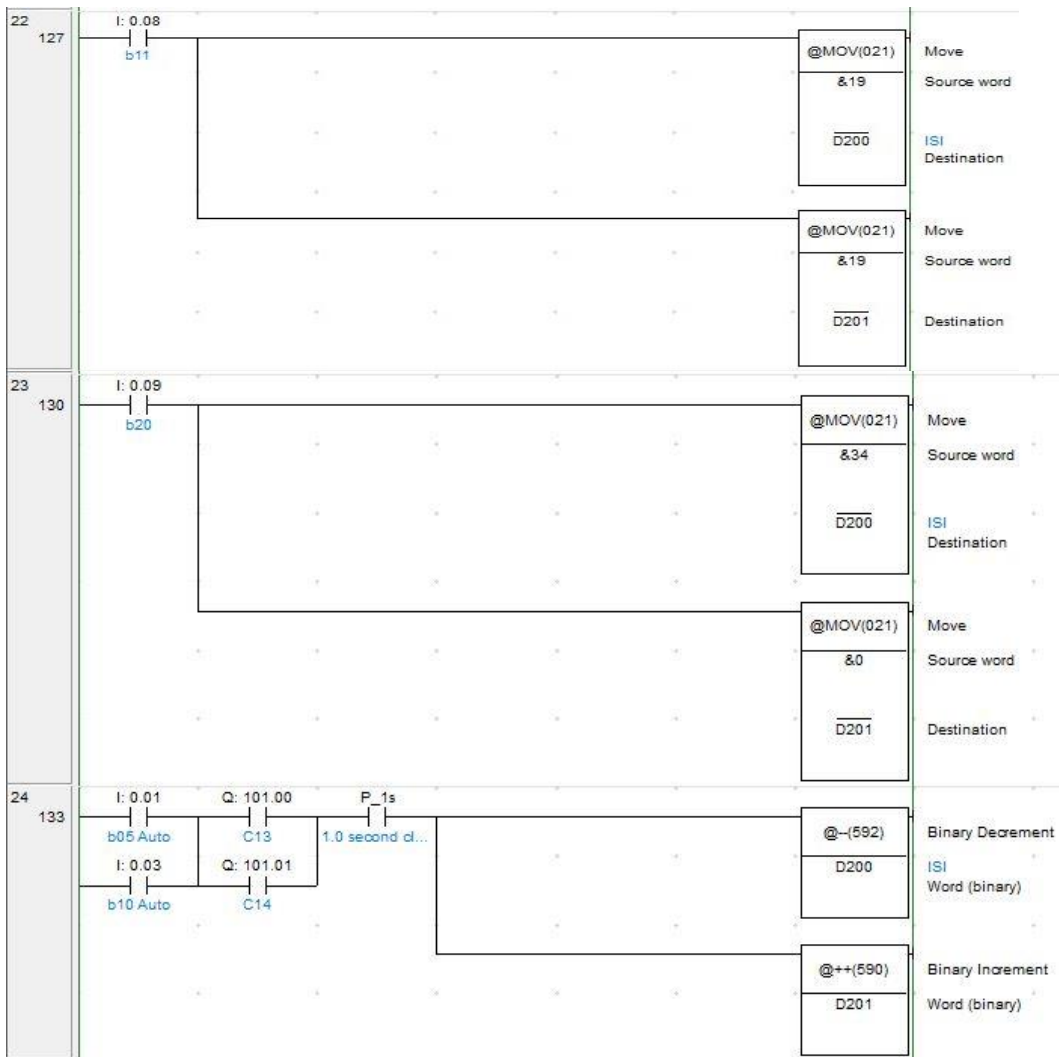 22
127
I: 0.08
b11
@MOV(021) Move
&19 Source word
D200 ISI
Destination
@MOV(021) Move
&19 Source word
D201 Destination
23
130
I: 0.09
b20
@MOV(021) Move
&34 Source word
D200 ISI
Destination
@MOV(021) Move
&0 Source word
D201 Destination
24
133
I: 0.01 Q: 101.00 P_1s
b05 Auto C13 1.0 second cl...
@--(592) Binary Decrement
I: 0.03 Q: 101.01
D200 ISI
Word (binary)
b10 Auto C14
@++(590) Binary Increment
D201 Word (binary)